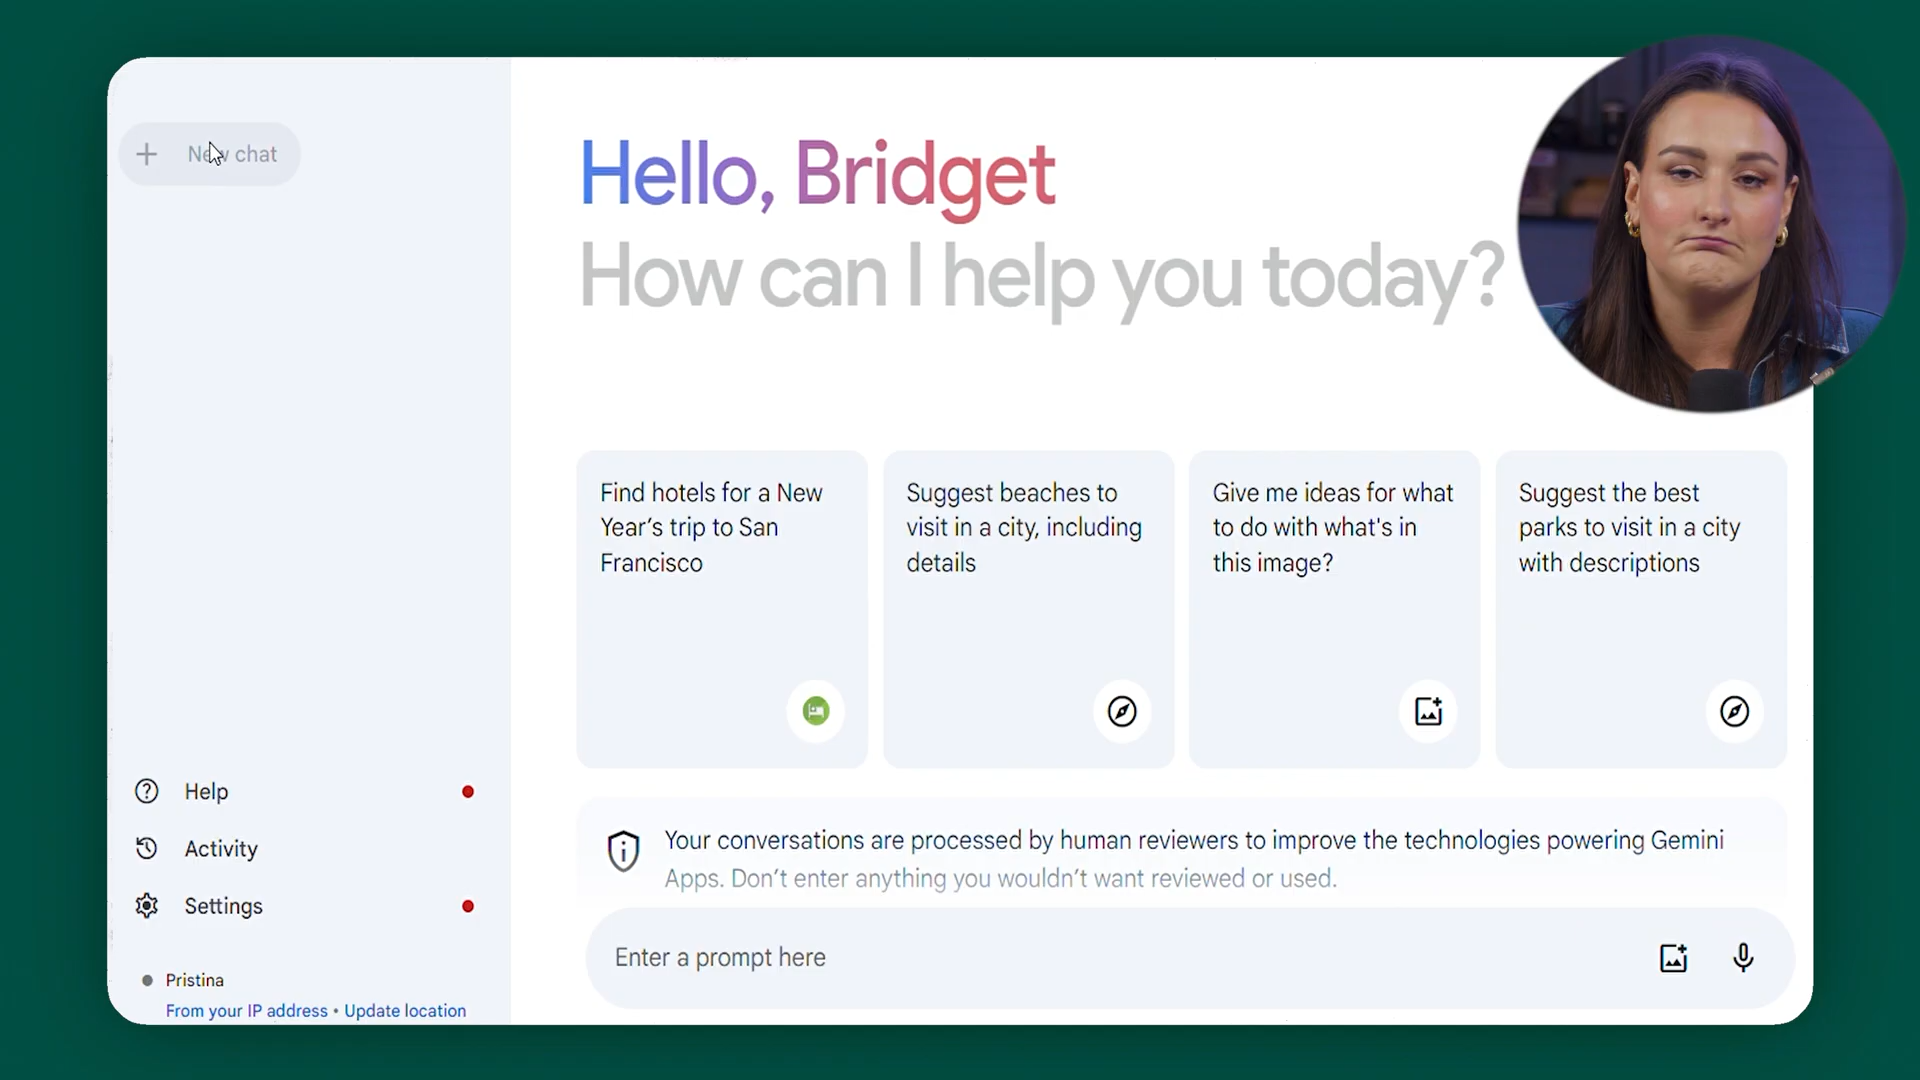 New chat
Hello, Bridget
How can I help you today?
Find hotels for a New
Year’s trip to San
Francisco
Suggest beaches to
visit in a city, including
details
Give me ideas for what
to do with what's in
this image?
Suggest the best
parks to visit in a city
with descriptions
Help
Activity
Settings
Your conversations are processed by human reviewers to improve the technologies powering Gemini
Apps. Don’t enter anything you wouldn’t want reviewed or used.
Enter a prompt here
Pristina
From your IP address • Update location